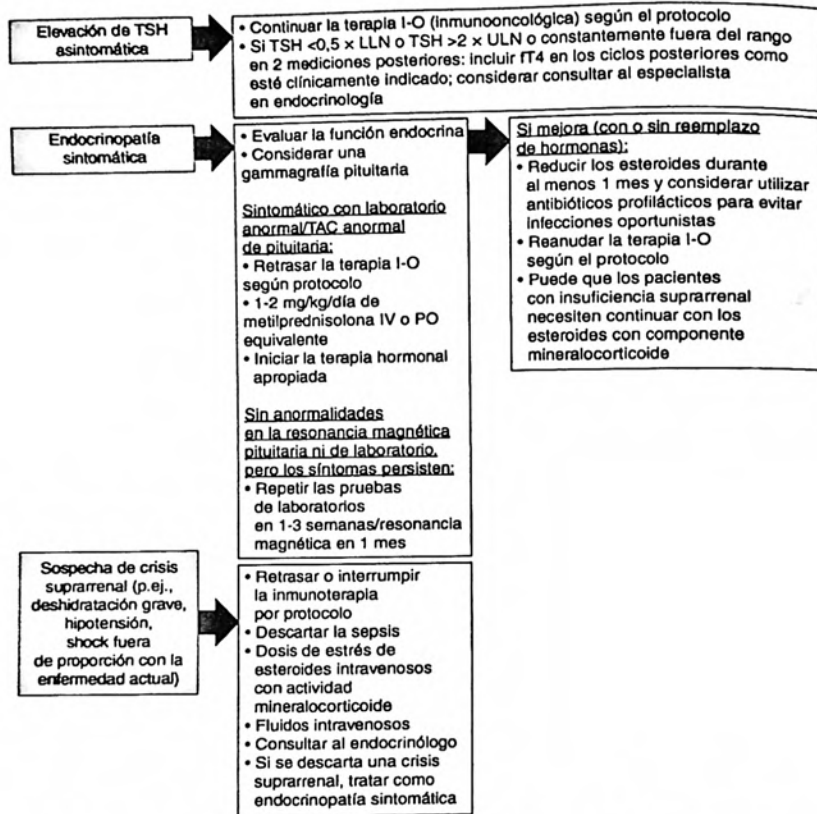 Elevación de TSH
asintomática
• Continuar la terapia I-O (inmunooncológica) según el protocolo
• Si TSH <0,5 x LLN o TSH >2 x ULN o constantemente fuera del rango
en 2 mediciones posteriores: incluir fT4 en los ciclos posteriores como
esté clínicamente indicado; considerar consultar al especialista
en endocrinología
Endocrinopatía
sintomática
• Evaluar la función endocrina
• Considerar una
gammagrafía pituitaria
Sintomático con laboratorio
anormal/TAC anormal
de pituitaria:
• Retrasar la terapia I-O
según protocolo
• 1-2 mg/kg/día de
metilprednisolona IV o PO
equivalente
• Iniciar la terapia hormonal
apropiada
Sin anormalidades
en la resonancia magnética
pituitaria ni de laboratorio,
pero los síntomas persisten:
• Repetir las pruebas
de laboratorios
en 1-3 semanas/resonancia
magnética en 1 mes
Si mejora (con o sin reemplazo
de hormonas):
• Reducir los esteroides durante
al menos 1 mes y considerar utilizar
antibióticos profilácticos para evitar
infecciones oportunistas
• Reanudar la terapia I-O
según el protocolo
• Puede que los pacientes
con insuficiencia suprarrenal
necesiten continuar con los
esteroides con componente
mineralocorticoide
Sospecha de crisis
suprarrenal (p.ej.,
deshidratación grave,
hipotensión,
shock fuera
de proporción con la
enfermedad actual)
• Retrasar o interrumpir
la inmunoterapia
por protocolo
• Descartar la sepsis
• Dosis de estrés de
esteroides intravenosos
con actividad
mineralocorticoide
• Fluidos intravenosos
• Consultar al endocrinólogo
• Si se descarta una crisis
suprarrenal, tratar como
endocrinopatía sintomática